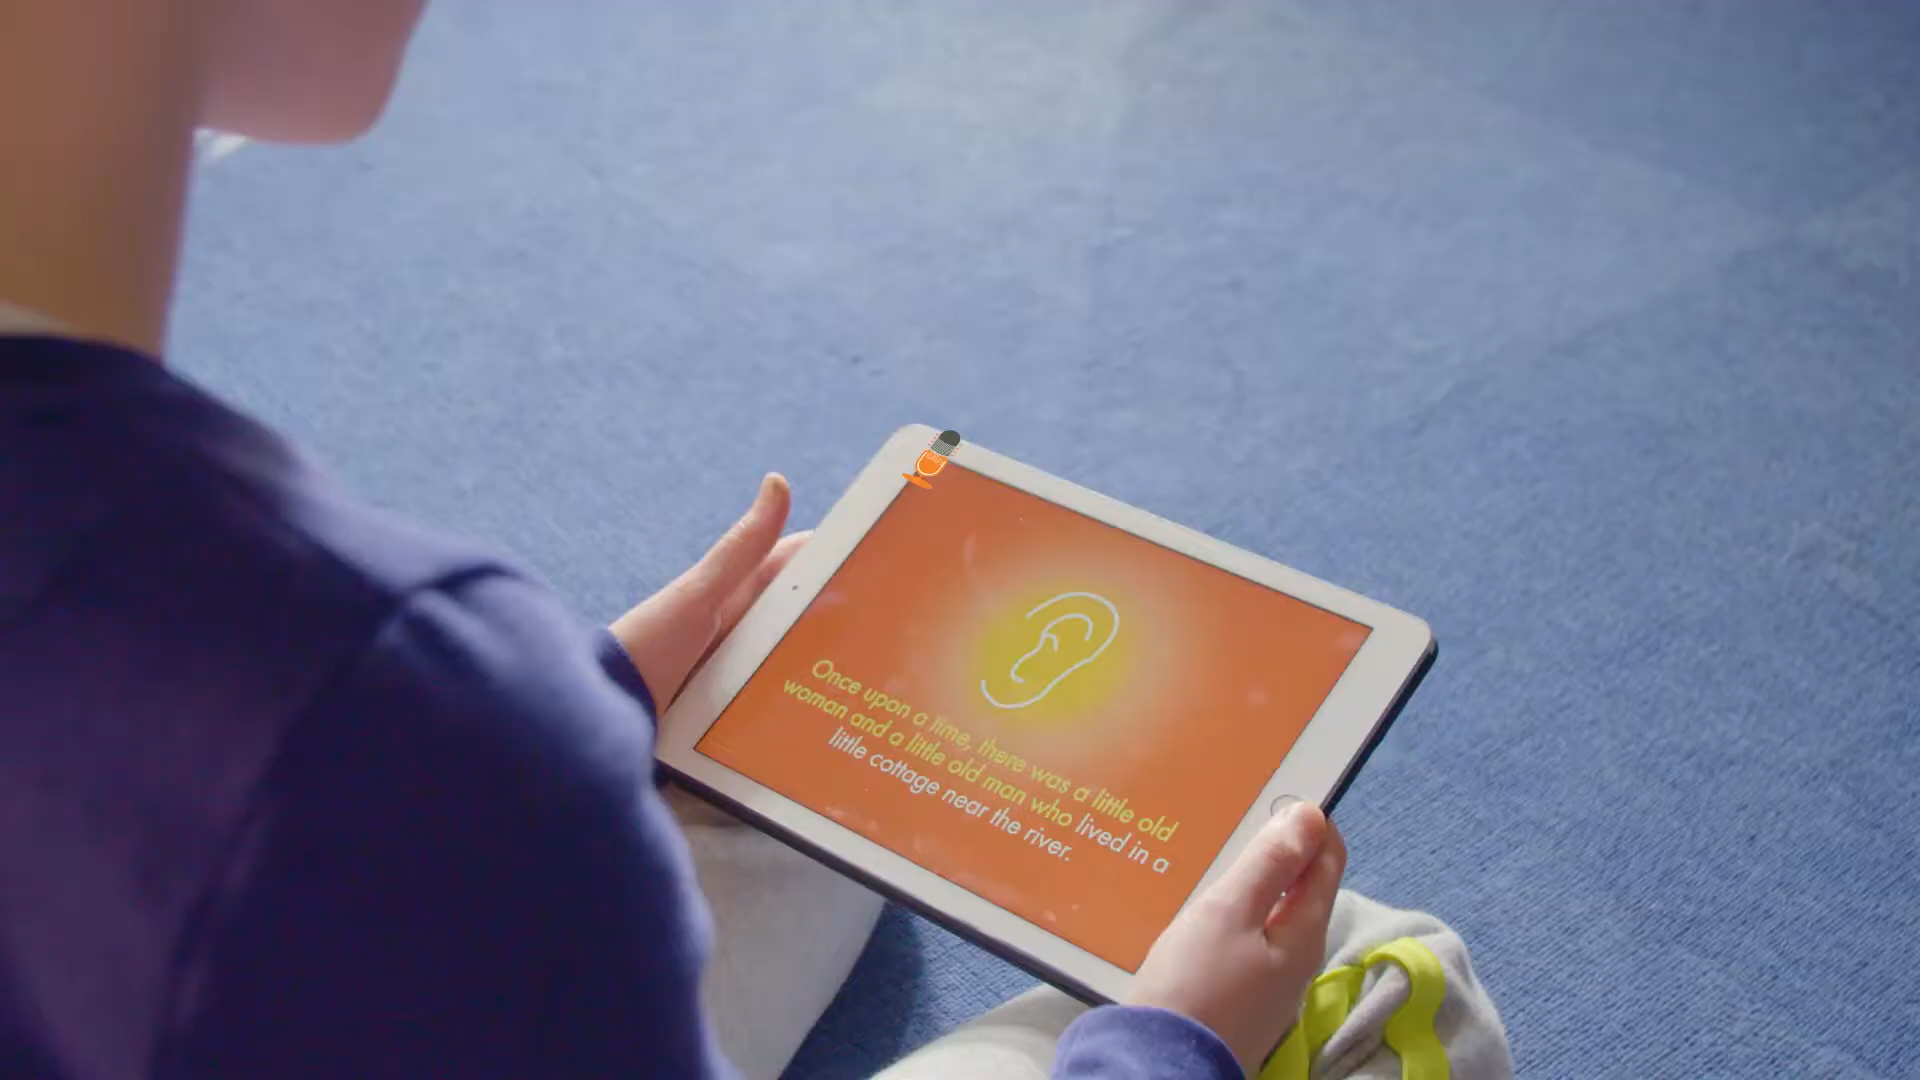 Once upon a time, there was a little old
woman and a little old man who lived in a
little cottage near the river.